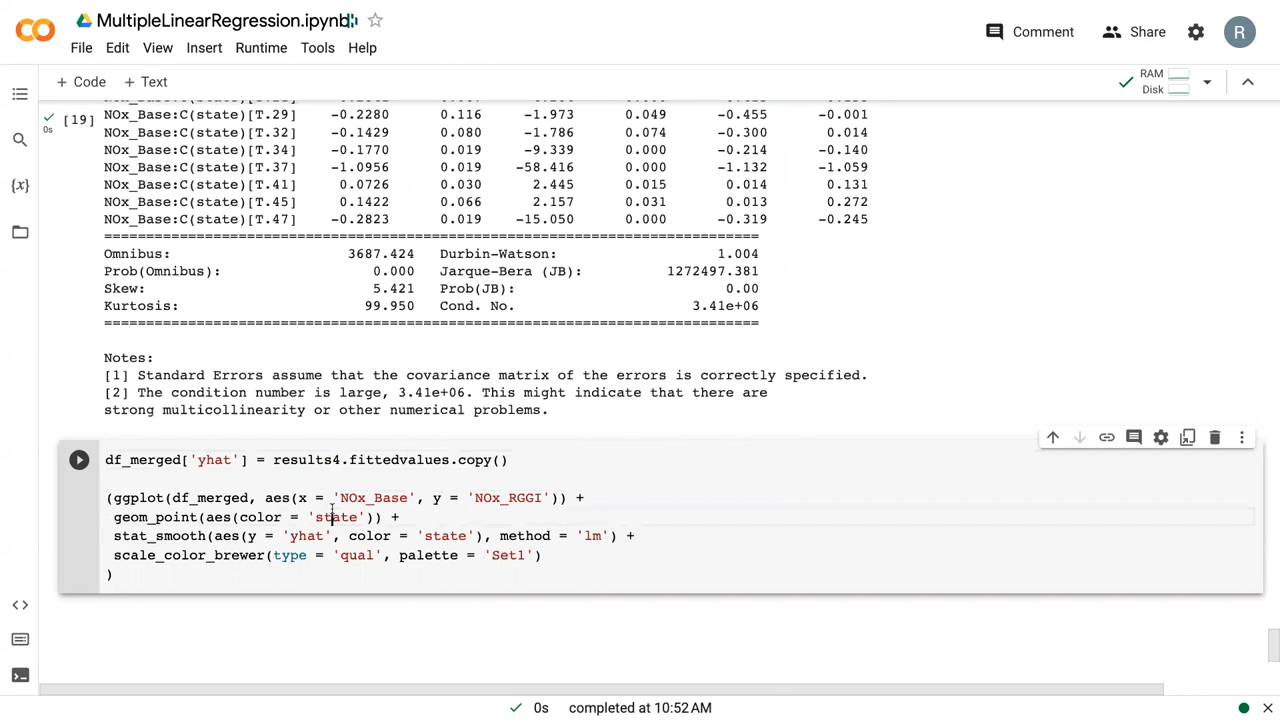 MultipleLinearRegression.ipynb
File Edit View Insert Runtime Tools Help
Comment Share R
+ Code + Text
RAM
Disk
[19]
0s
NOx_Base:C(state)[T.29] -0.2280 0.116 -1.973 0.049 -0.455 -0.001
NOx_Base:C(state)[T.32] -0.1429 0.080 -1.786 0.074 -0.300 0.014
NOx_Base:C(state)[T.34] -0.1770 0.019 -9.339 0.000 -0.214 -0.140
NOx_Base:C(state)[T.37] -1.0956 0.019 -58.416 0.000 -1.132 -1.059
NOx_Base:C(state)[T.41] 0.0726 0.030 2.445 0.015 0.014 0.131
NOx_Base:C(state)[T.45] 0.1422 0.066 2.157 0.031 0.013 0.272
NOx_Base:C(state)[T.47] -0.2823 0.019 -15.050 0.000 -0.319 -0.245
==============================================================================
Omnibus: 3687.424 Durbin-Watson: 1.004
Prob(Omnibus): 0.000 Jarque-Bera (JB): 1272497.381
Skew: 5.421 Prob(JB): 0.00
Kurtosis: 99.950 Cond. No. 3.41e+06
==============================================================================
Notes:
[1] Standard Errors assume that the covariance matrix of the errors is correctly specified.
[2] The condition number is large, 3.41e+06. This might indicate that there are
strong multicollinearity or other numerical problems.
df_merged['yhat'] = results4.fittedvalues.copy()
(ggplot(df_merged, aes(x = 'NOx_Base', y = 'NOx_RGGI')) +
geom_point(aes(color = 'state')) +
stat_smooth(aes(y = 'yhat', color = 'state'), method = 'lm') +
scale_color_brewer(type = 'qual', palette = 'Set1')
)
0s completed at 10:52 AM